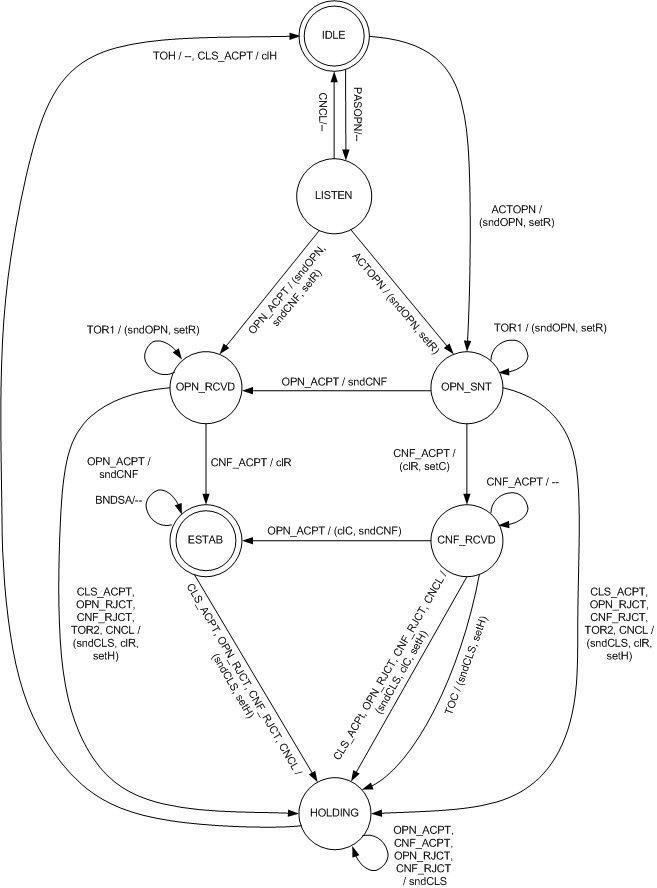 IDLE
TOH / --, CLS_ACPT / clH
CNCL/--
PASOPN/--
LISTEN
ACTOPN /
(sndOPN, setR)
OPN_ACPT / (sndOPN,
sndCNF, setR)
ACTOPN / (sndOPN, setR)
TOR1 / (sndOPN, setR)
TOR1 / (sndOPN, setR)
OPN_RCVD
OPN_ACPT / sndCNF
OPN_SNT
OPN_ACPT /
sndCNF
CNF_ACPT / clR
CNF_ACPT /
(clR, setC)
CNF_ACPT / --
BNDSA/--
ESTAB
OPN_ACPT / (clC, sndCNF)
CNF_RCVD
CLS_ACPT,
OPN_RJCT,
CNF_RJCT,
TOR2, CNCL /
(sndCLS, clR,
setH)
CLS_ACPT, OPN_RJCT, CNF_RJCT, CNCL /
(sndCLS, setH)
CLS_ACPt, OPN_RJCT, CNF_RJCT, CNCL /
(sndCLS, clC, setH)
TOC / (sndCLS, setH)
CLS_ACPT,
OPN_RJCT,
CNF_RJCT,
TOR2, CNCL /
(sndCLS, clR,
setH)
HOLDING
OPN_ACPT,
CNF_ACPT,
OPN_RJCT,
CNF_RJCT
/ sndCLS